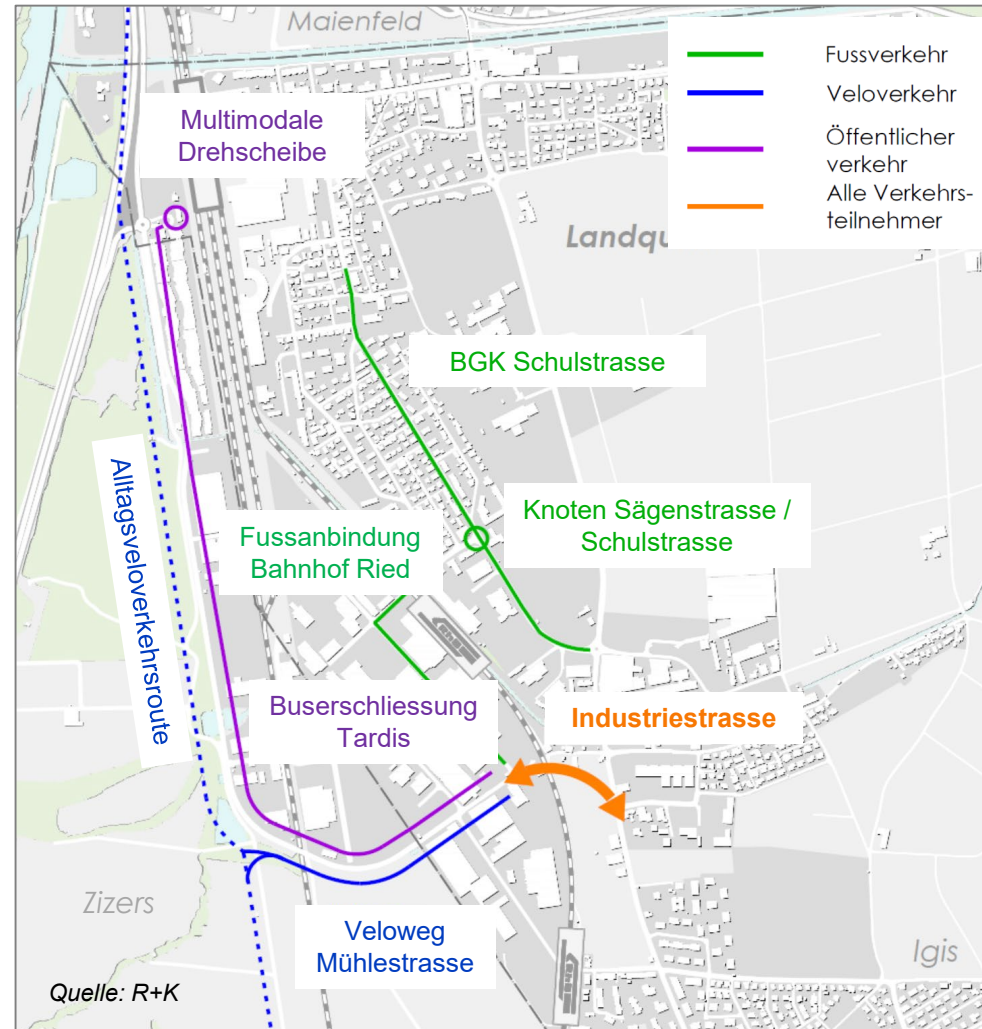 Maienfeld
Fussverkehr
Veloverkehr
Öffentlicher
verkehr
Alle Verkehrs-
teilnehmer
Multimodale
Drehscheibe
BGK Schulstrasse
Knoten Sägenstrasse /
Schulstrasse
Fussanbindung
Bahnhof Ried
Alltagsveloverkehrsroute
Buserschliessung
Tardis
Industriestrasse
Zizers
Veloweg
Mühlestrasse
Igis
Quelle: R+K